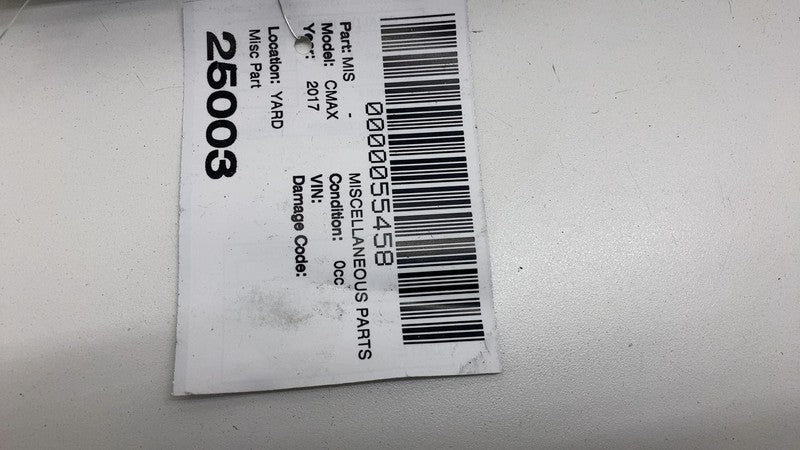 0000055458
Part: MIS - MISCELLANEOUS PARTS
Model: CMAX Condition: 0cc
Year: 2017 VIN:
Damage Code:
Location: YARD
Misc Part
25003